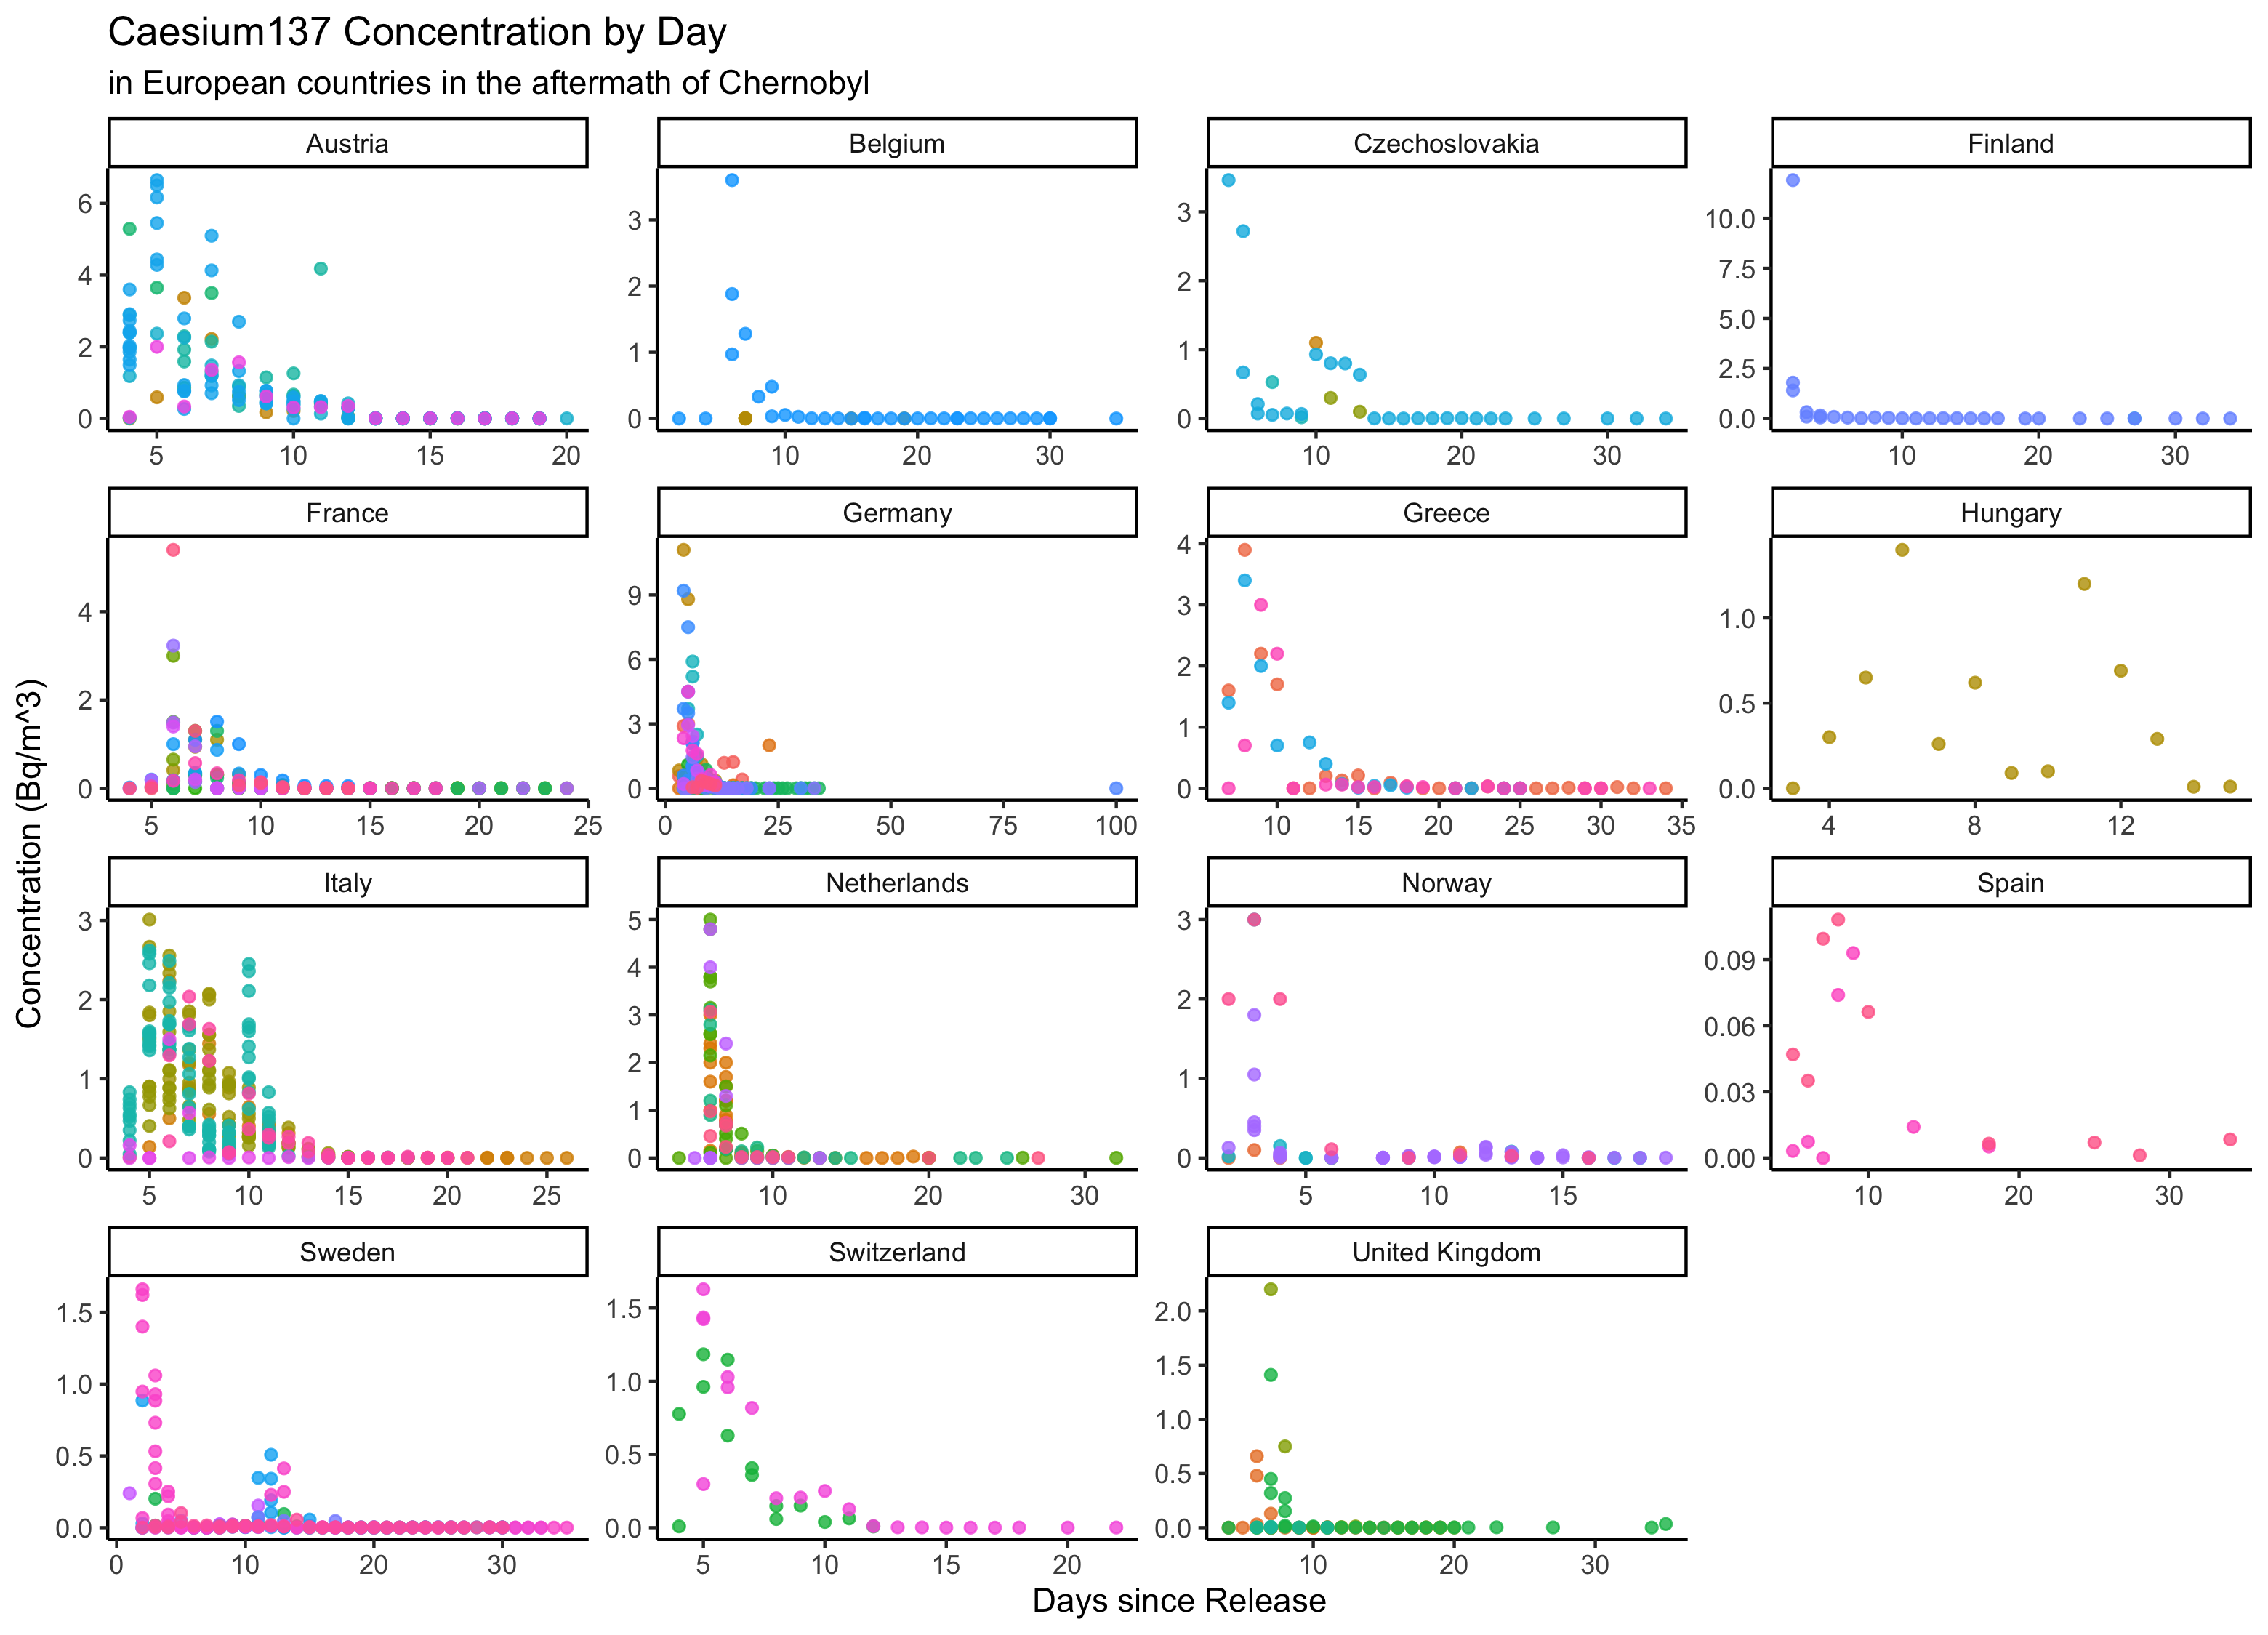 Caesium137 Concentration by Day
in European countries in the aftermath of Chernobyl
Austria
Belgium
Czechoslovakia
Finland
6
4
2
0
3
2
1
0
3
2
1
0
10.0
7.5
5.0
2.5
0.0
5 10 15 20
10 20 30
10 20 30
10 20 30
France
Germany
Greece
Hungary
4
2
0
9
6
3
0
4
3
2
1
0
1.0
0.5
0.0
5 10 15 20 25
0 25 50 75 100
10 15 20 25 30 35
4 8 12
Concentration (Bq/m^3)
Italy
Netherlands
Norway
Spain
3
2
1
0
5
4
3
2
1
0
3
2
1
0
0.09
0.06
0.03
0.00
5 10 15 20 25
10 20 30
5 10 15
10 20 30
Sweden
Switzerland
United Kingdom
1.5
1.0
0.5
0.0
1.5
1.0
0.5
0.0
2.0
1.5
1.0
0.5
0.0
0 10 20 30
5 10 15 20
10 20 30
Days since Release